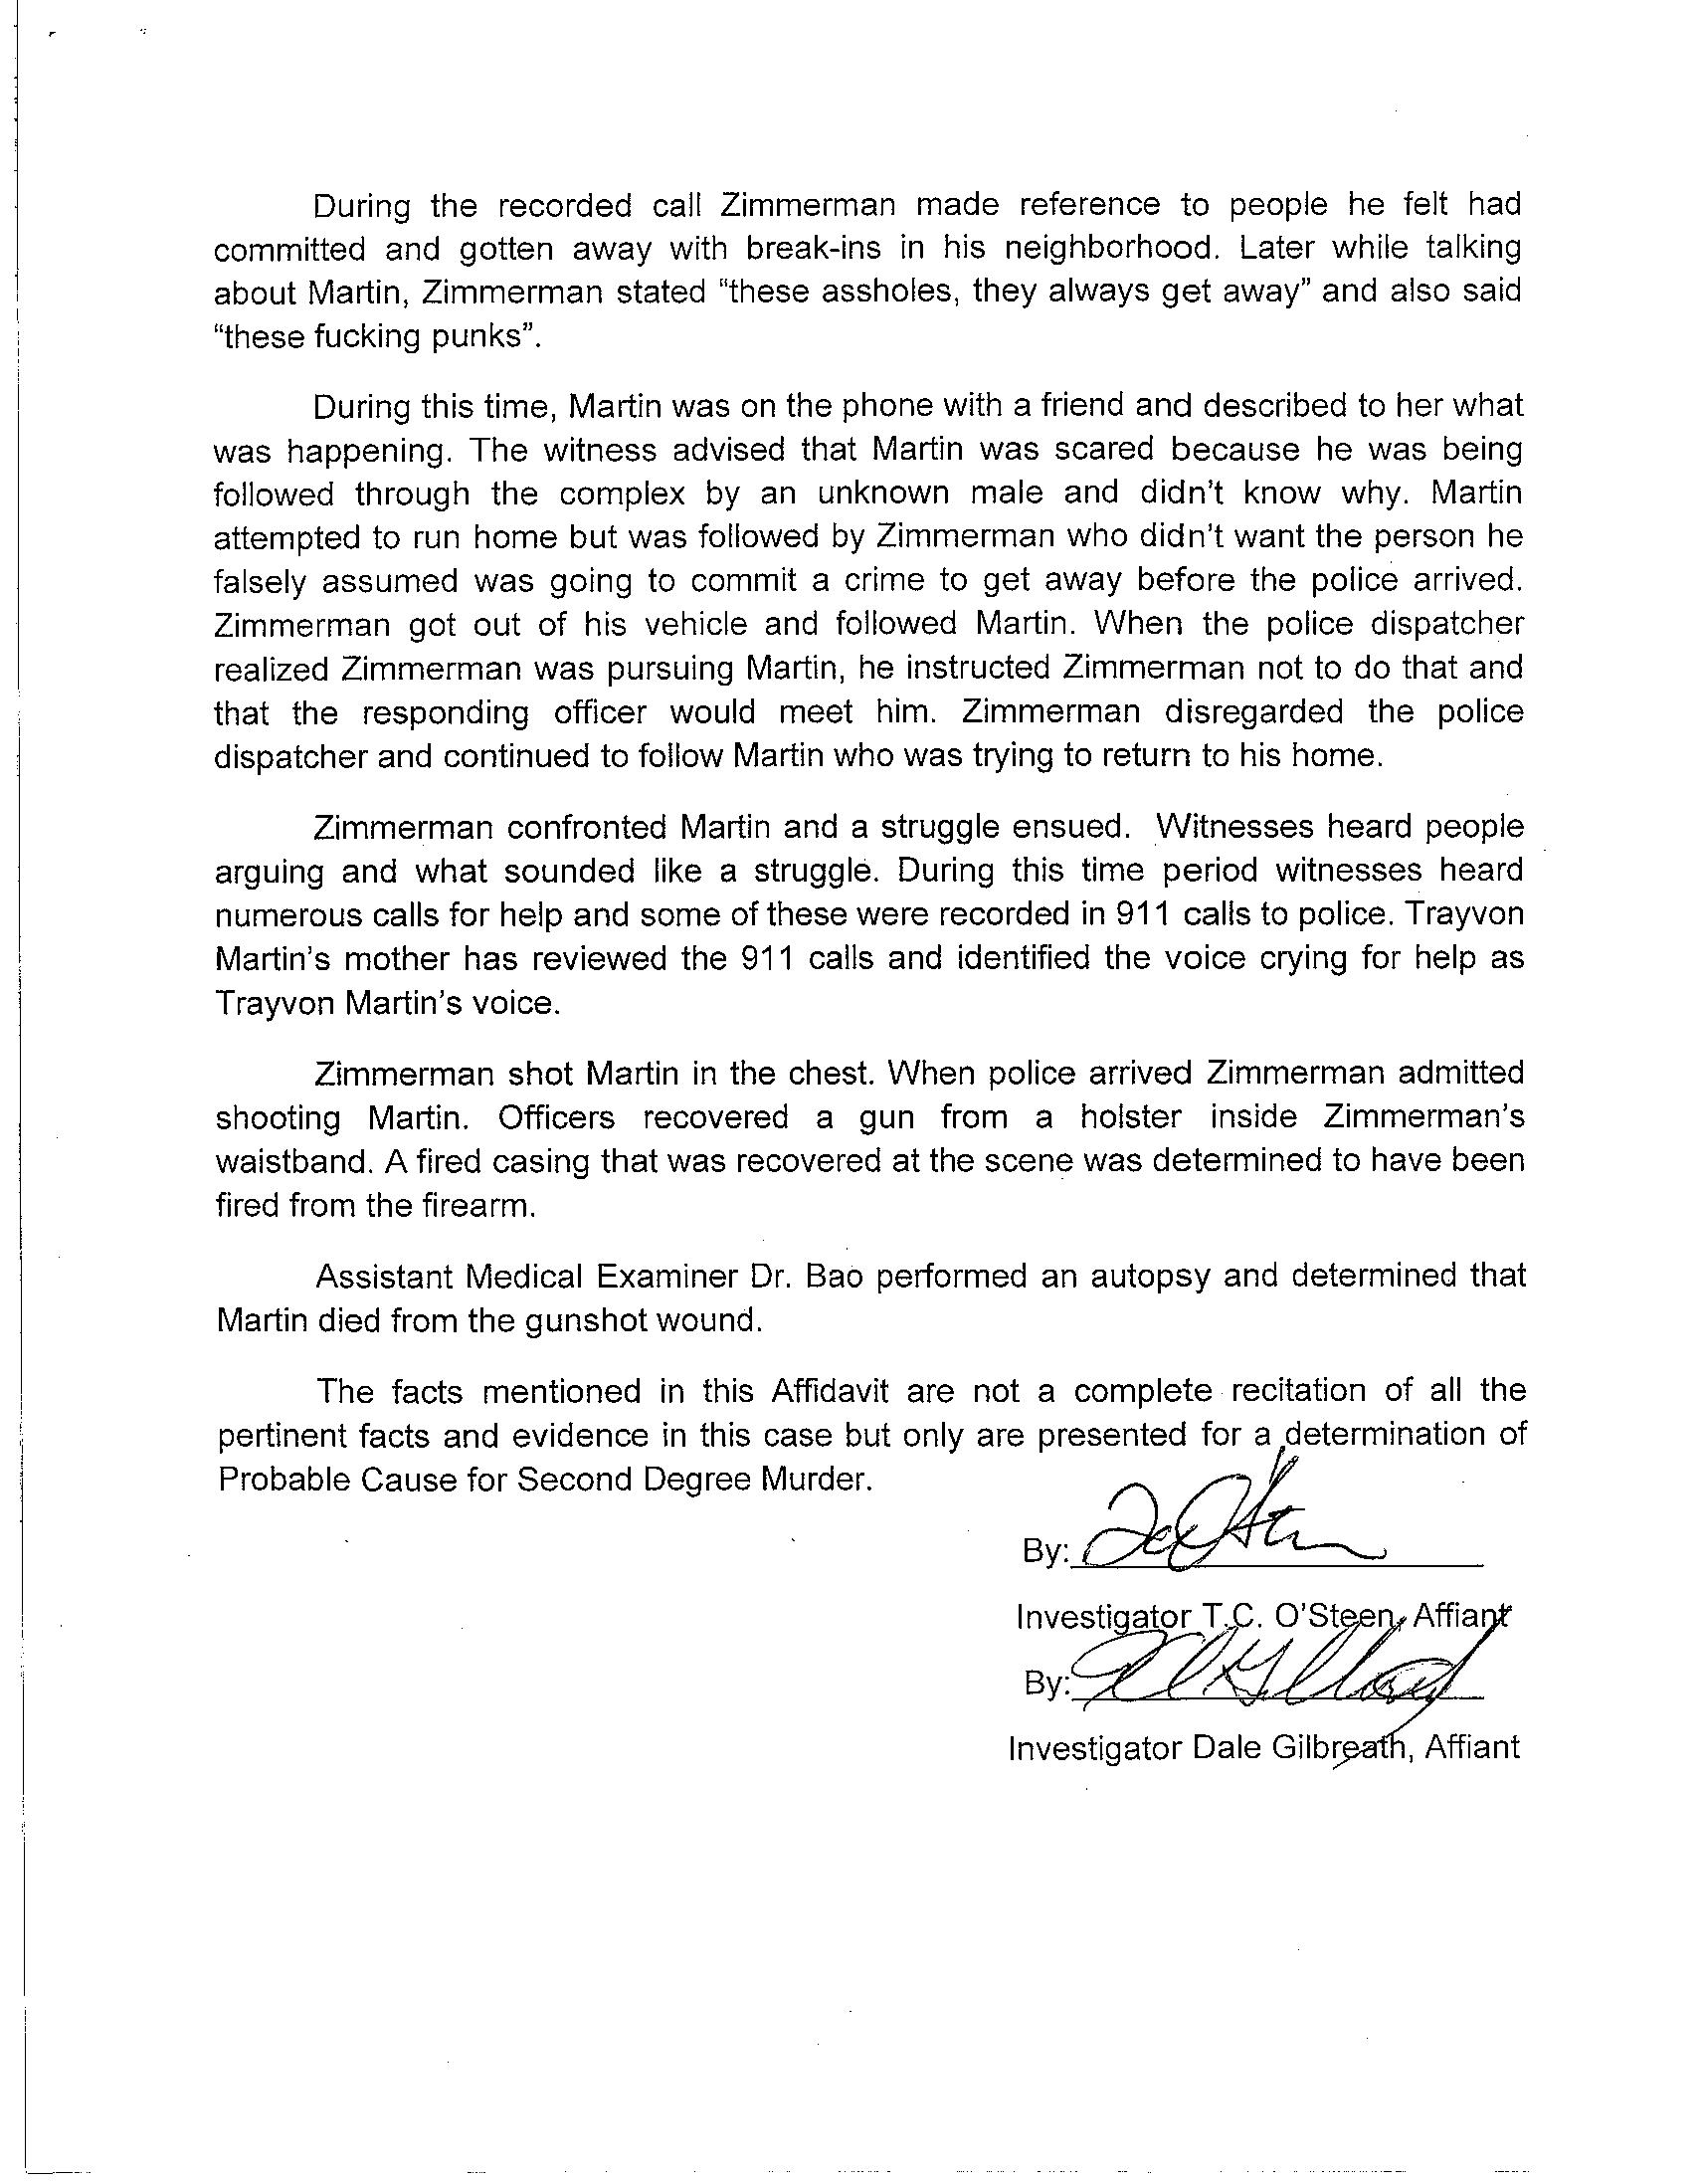 During the recorded call Zimmerman made reference to people he felt had
committed and gotten away with break-ins in his neighborhood. Later while talking
about Martin, Zimmerman stated “these assholes, they always get away” and also said
“these fucking punks”.
During this time, Martin was on the phone with a friend and described to her what
was happening. The witness advised that Martin was scared because he was being
followed through the complex by an unknown male and didn't know why. Martin
attempted to run home but was followed by Zimmerman who didn't want the person he
falsely assumed was going to commit a crime to get away before the police arrived.
Zimmerman got out of his vehicle and followed Martin. When the police dispatcher
realized Zimmerman was pursuing Martin, he instructed Zimmerman not to do that and
that the responding officer would meet him. Zimmerman disregarded the police
dispatcher and continued to follow Martin who was trying to return to his home.
Zimmerman confronted Martin and a struggle ensued. Witnesses heard people
arguing and what sounded like a struggle. During this time period witnesses heard
numerous calls for help and some of these were recorded in 911 calls to police. Trayvon
Martin's mother has reviewed the 911 calls and identified the voice crying for help as
Trayvon Martin's voice.
Zimmerman shot Martin in the chest. When police arrived Zimmerman admitted
shooting Martin. Officers recovered a gun from a holster inside Zimmerman's
waistband. A fired casing that was recovered at the scene was determined to have been
fired from the firearm.
Assistant Medical Examiner Dr. Bao performed an autopsy and determined that
Martin died from the gunshot wound.
The facts mentioned in this Affidavit are not a complete recitation of all the
pertinent facts and evidence in this case but only are presented for a determination of
Probable Cause for Second Degree Murder.
By:
Investigator T.C. O'Steen, Affiant
By:
Investigator Dale Gilbreath, Affiant